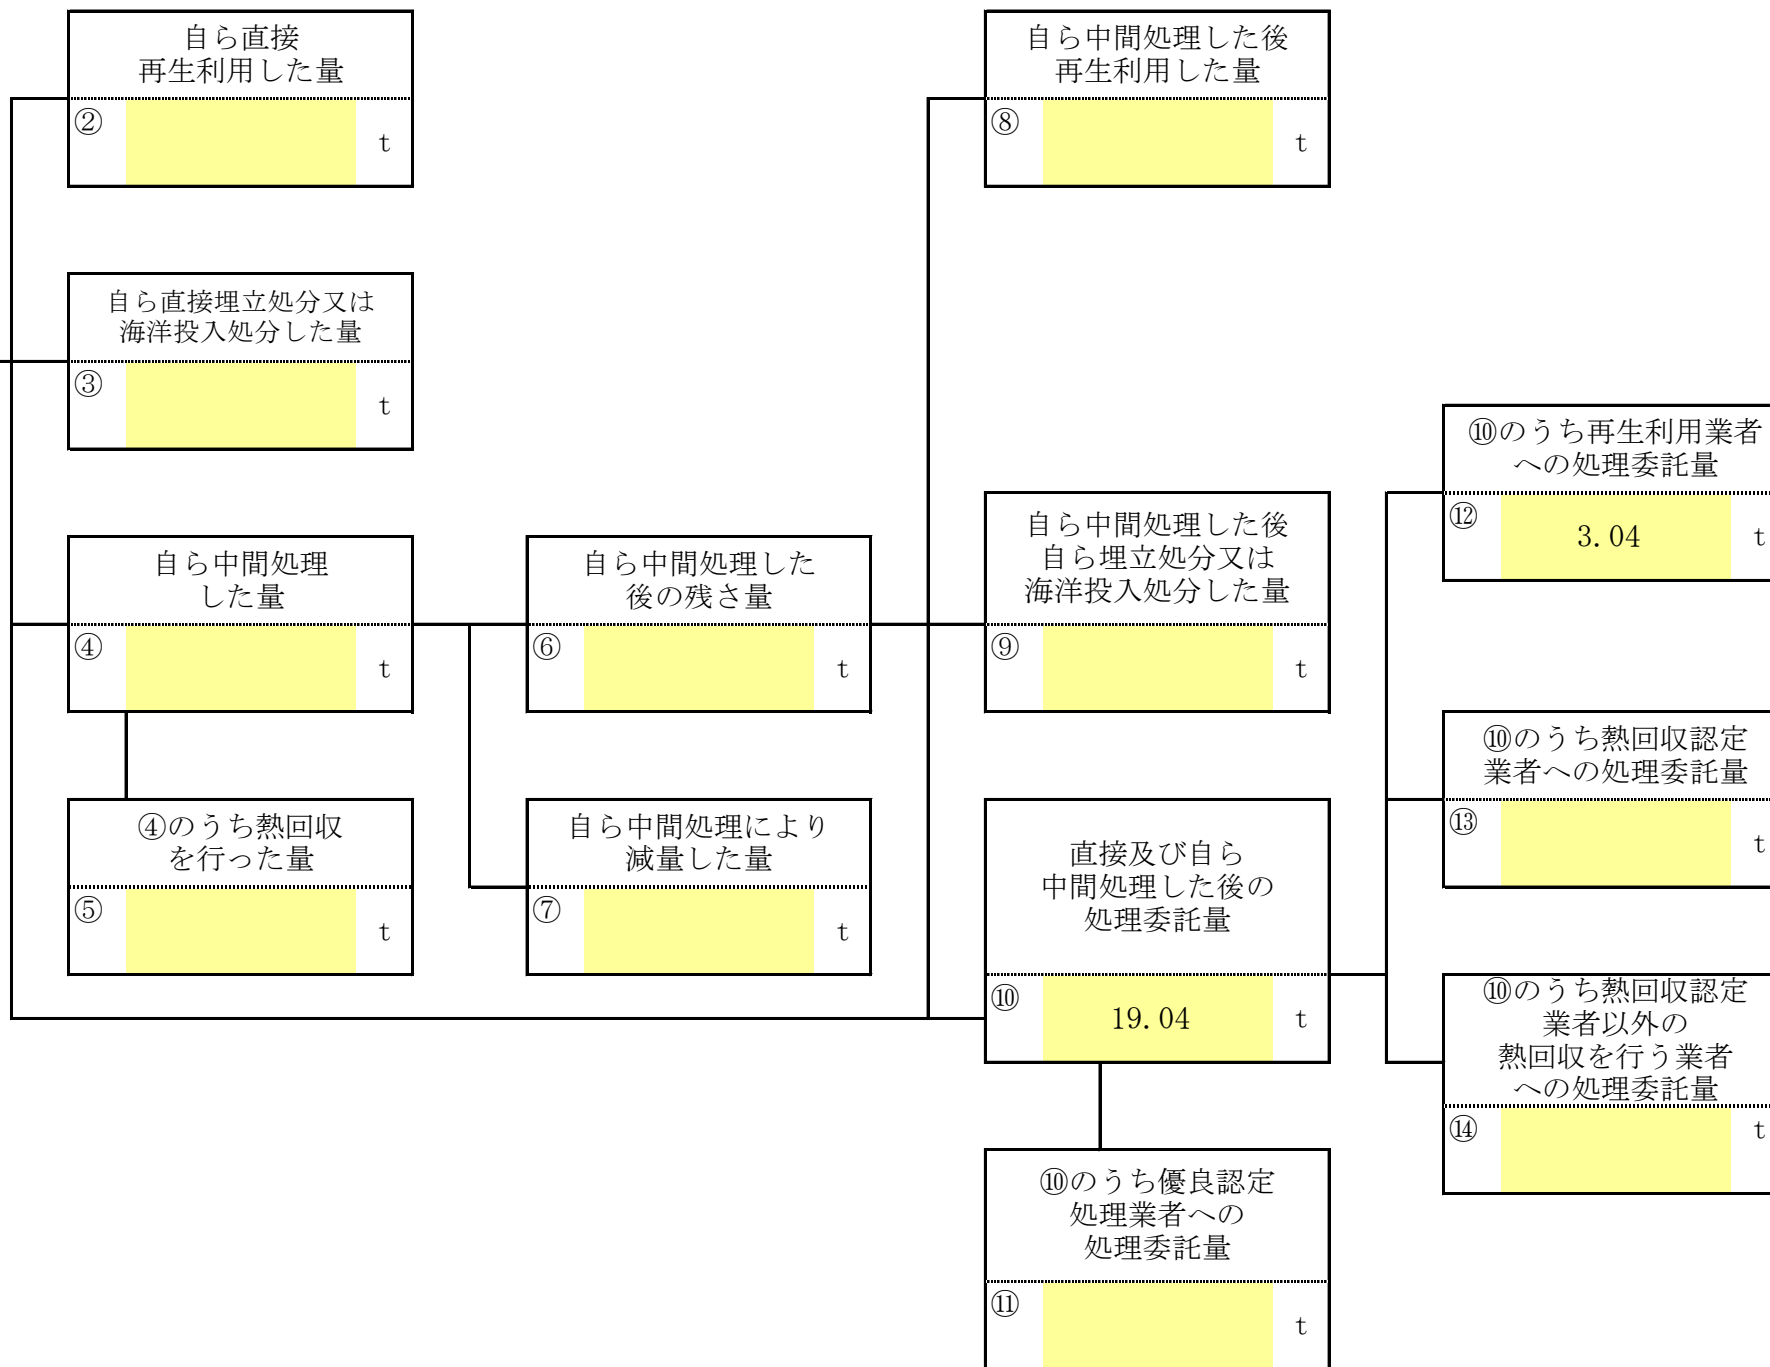 自ら直接
再生利用した量
②
t
自ら中間処理した後
再生利用した量
⑧
t
自ら直接埋立処分又は
海洋投入処分した量
③
t
⑩のうち再生利用業者
への処理委託量
⑫
3.04
t
自ら中間処理
した量
④
t
自ら中間処理した
後の残さ量
⑥
t
自ら中間処理した後
自ら埋立処分又は
海洋投入処分した量
⑨
t
⑩のうち熱回収認定
業者への処理委託量
⑬
t
④のうち熱回収
を行った量
⑤
t
自ら中間処理により
減量した量
⑦
t
直接及び自ら
中間処理した後の
処理委託量
⑩
19.04
t
⑩のうち熱回収認定
業者以外の
熱回収を行う業者
への処理委託量
⑭
t
⑩のうち優良認定
処理業者への
処理委託量
⑪
t